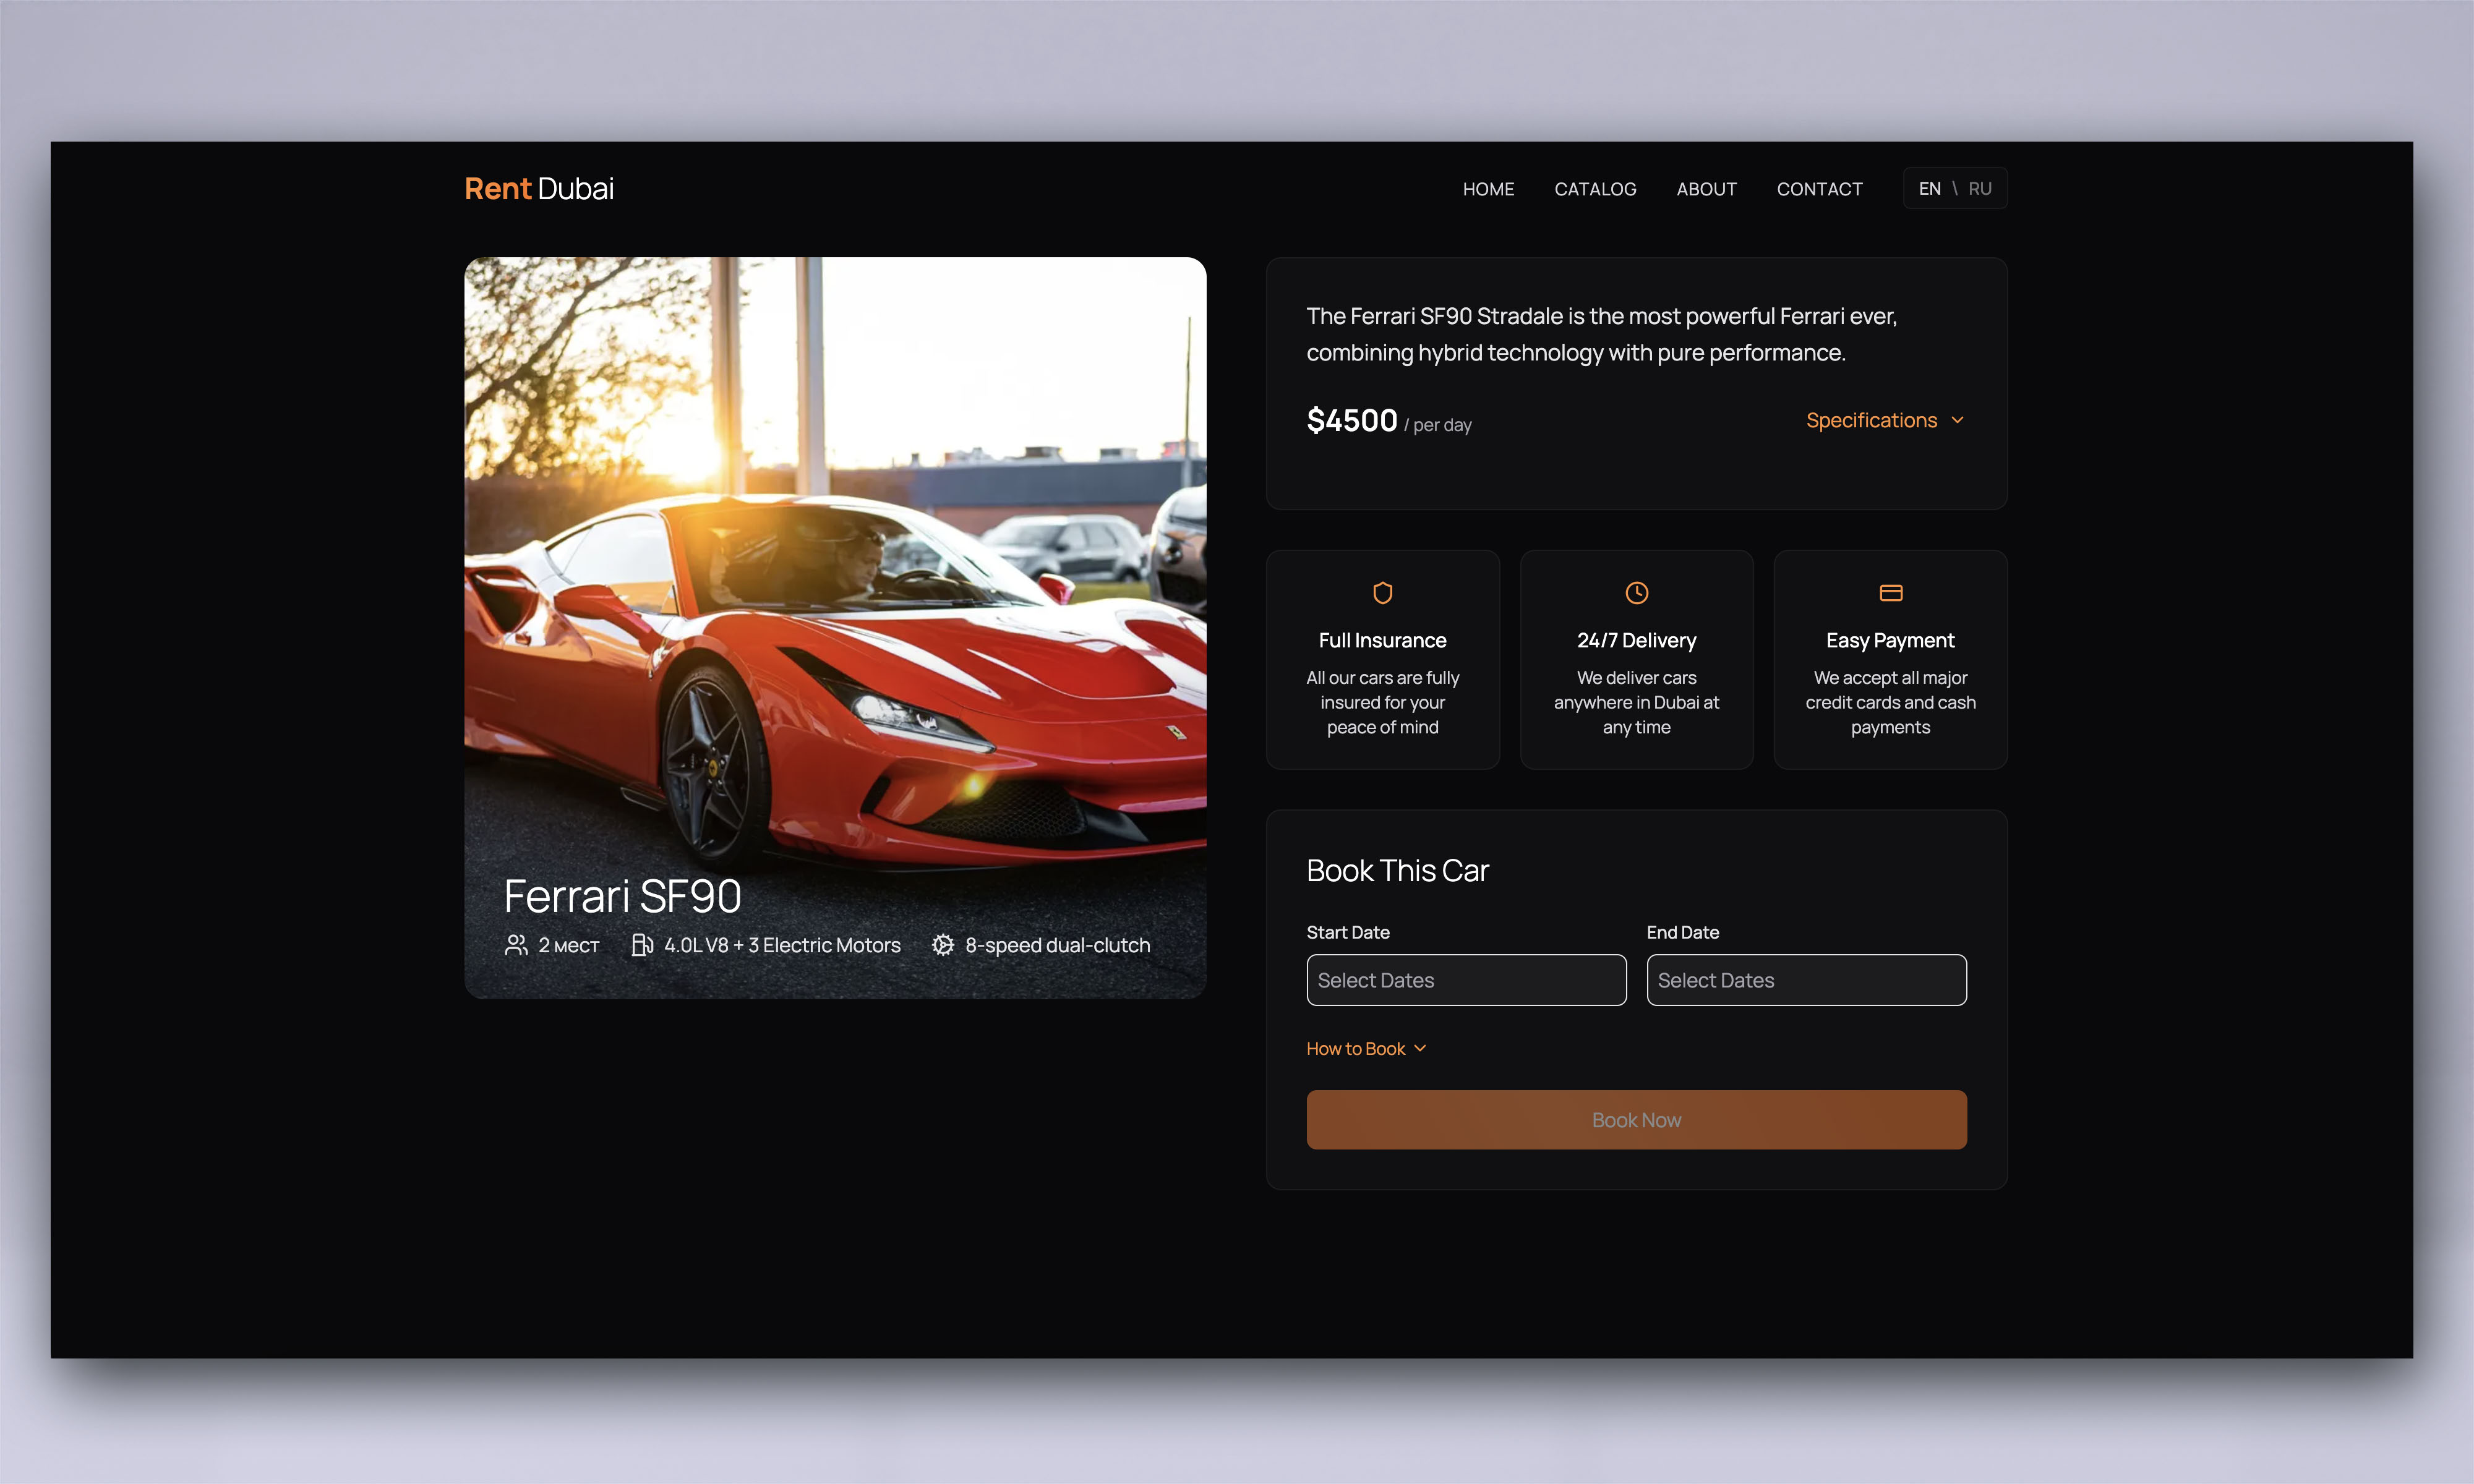 Rent Dubai
HOME CATALOG ABOUT CONTACT EN \ RU
Ferrari SF90
2 мест 4.0L V8 + 3 Electric Motors 8-speed dual-clutch
The Ferrari SF90 Stradale is the most powerful Ferrari ever,
combining hybrid technology with pure performance.
$4500 / per day
Specifications
Full Insurance
All our cars are fully
insured for your
peace of mind
24/7 Delivery
We deliver cars
anywhere in Dubai at
any time
Easy Payment
We accept all major
credit cards and cash
payments
Book This Car
Start Date
Select Dates
End Date
Select Dates
How to Book
Book Now